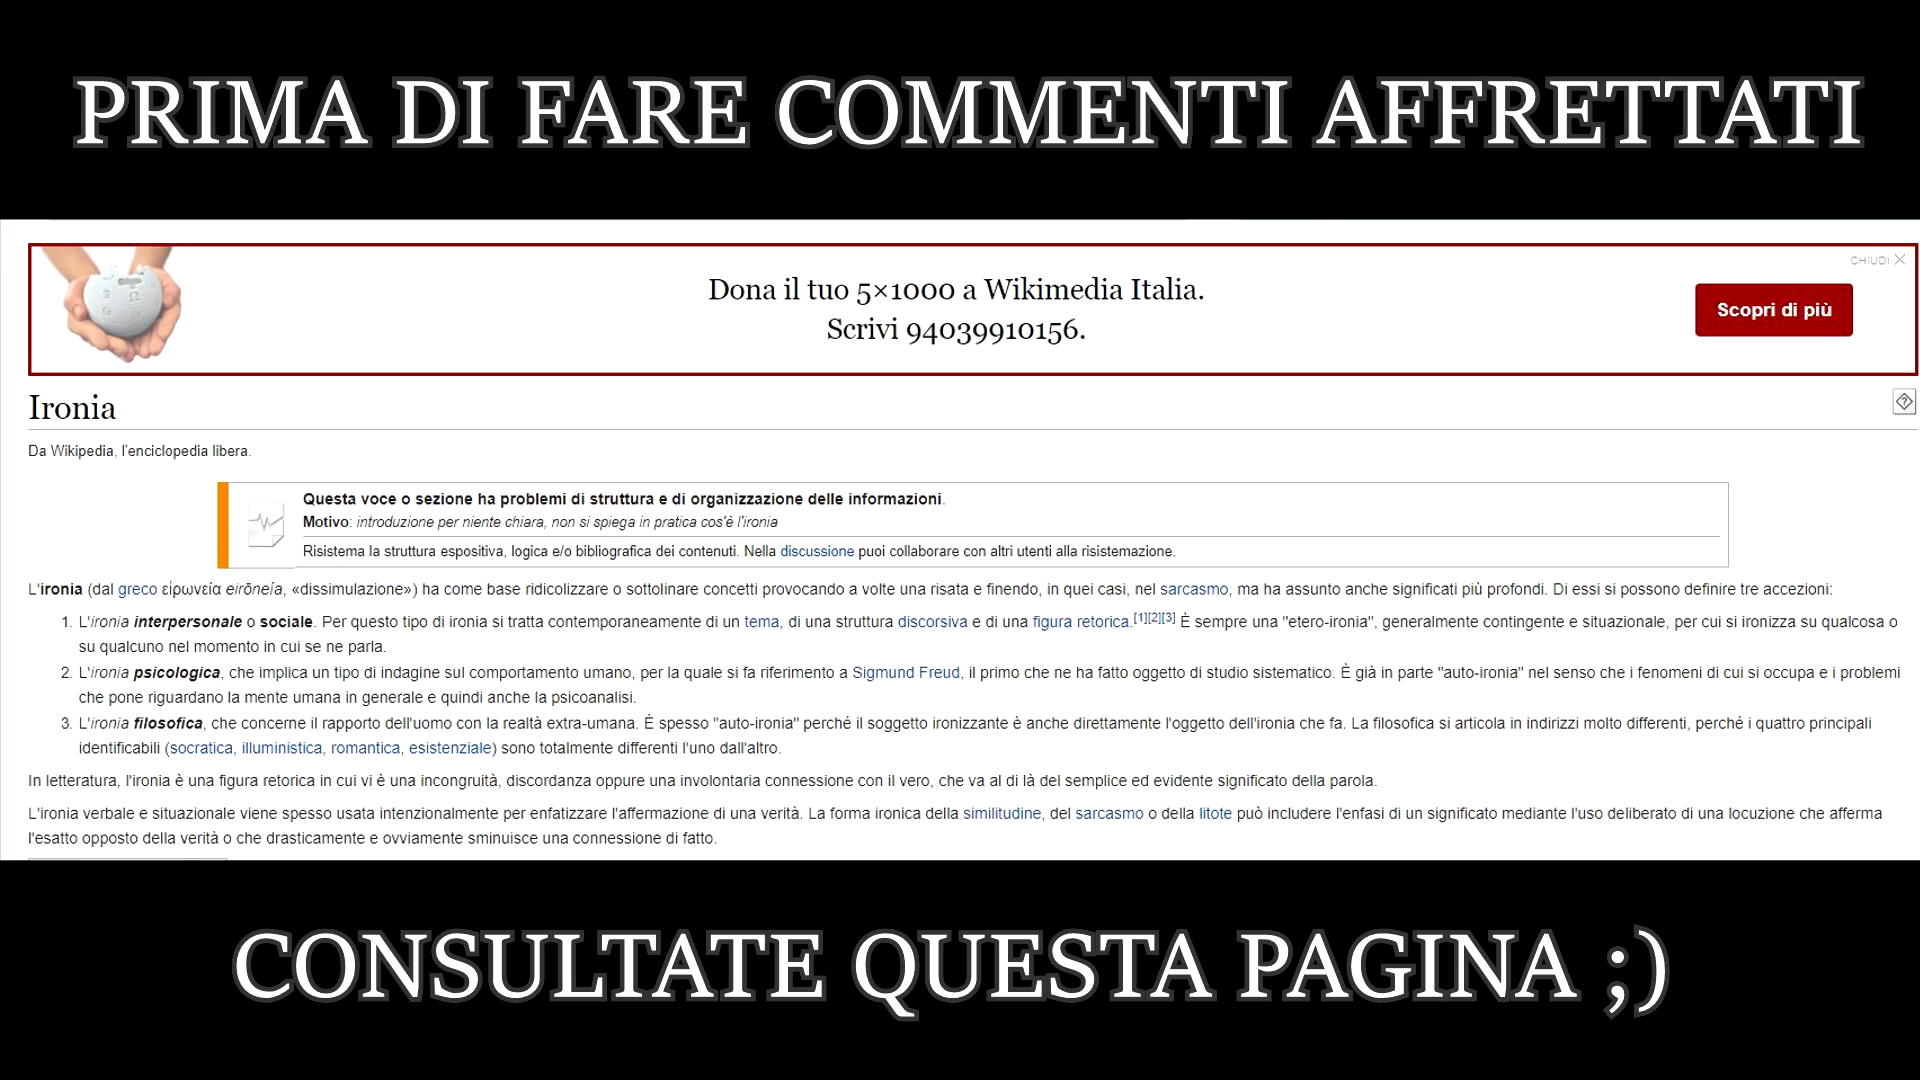 PRIMA DI FARE COMMENTI AFFRETTATI
CHIUDI
Dona il tuo 5×1000 a Wikimedia Italia.
Scrivi 94039910156.
Scopri di più
Ironia
Da Wikipedia, l'enciclopedia libera.
Questa voce o sezione ha problemi di struttura e di organizzazione delle informazioni.
Motivo: introduzione per niente chiara, non si spiega in pratica cos'è l'ironia
Risistema la struttura espositiva, logica e/o bibliografica dei contenuti. Nella discussione puoi collaborare con altri utenti alla risistemazione.
L'ironia (dal greco εἰρωνεία eirōneía, «dissimulazione») ha come base ridicolizzare o sottolinare concetti provocando a volte una risata e finendo, in quei casi, nel sarcasmo, ma ha assunto anche significati più profondi. Di essi si possono definire tre accezioni:
1. L'ironia interpersonale o sociale. Per questo tipo di ironia si tratta contemporaneamente di un tema, di una struttura discorsiva e di una figura retorica.[1][2][3] È sempre una "etero-ironia", generalmente contingente e situazionale, per cui si ironizza su qualcosa o
su qualcuno nel momento in cui se ne parla.
2. L'ironia psicologica, che implica un tipo di indagine sul comportamento umano, per la quale si fa riferimento a Sigmund Freud, il primo che ne ha fatto oggetto di studio sistematico. È già in parte "auto-ironia" nel senso che i fenomeni di cui si occupa e i problemi
che pone riguardano la mente umana in generale e quindi anche la psicoanalisi.
3. L'ironia filosofica, che concerne il rapporto dell'uomo con la realtà extra-umana. È spesso "auto-ironia" perché il soggetto ironizzante è anche direttamente l'oggetto dell'ironia che fa. La filosofica si articola in indirizzi molto differenti, perché i quattro principali
identificabili (socratica, illuministica, romantica, esistenziale) sono totalmente differenti l'uno dall'altro.
In letteratura, l'ironia è una figura retorica in cui vi è una incongruità, discordanza oppure una involontaria connessione con il vero, che va al di là del semplice ed evidente significato della parola.
L'ironia verbale e situazionale viene spesso usata intenzionalmente per enfatizzare l'affermazione di una verità. La forma ironica della similitudine, del sarcasmo o della litote può includere l'enfasi di un significato mediante l'uso deliberato di una locuzione che afferma
l'esatto opposto della verità o che drasticamente e ovviamente sminuisce una connessione di fatto.
CONSULTATE QUESTA PAGINA ;)